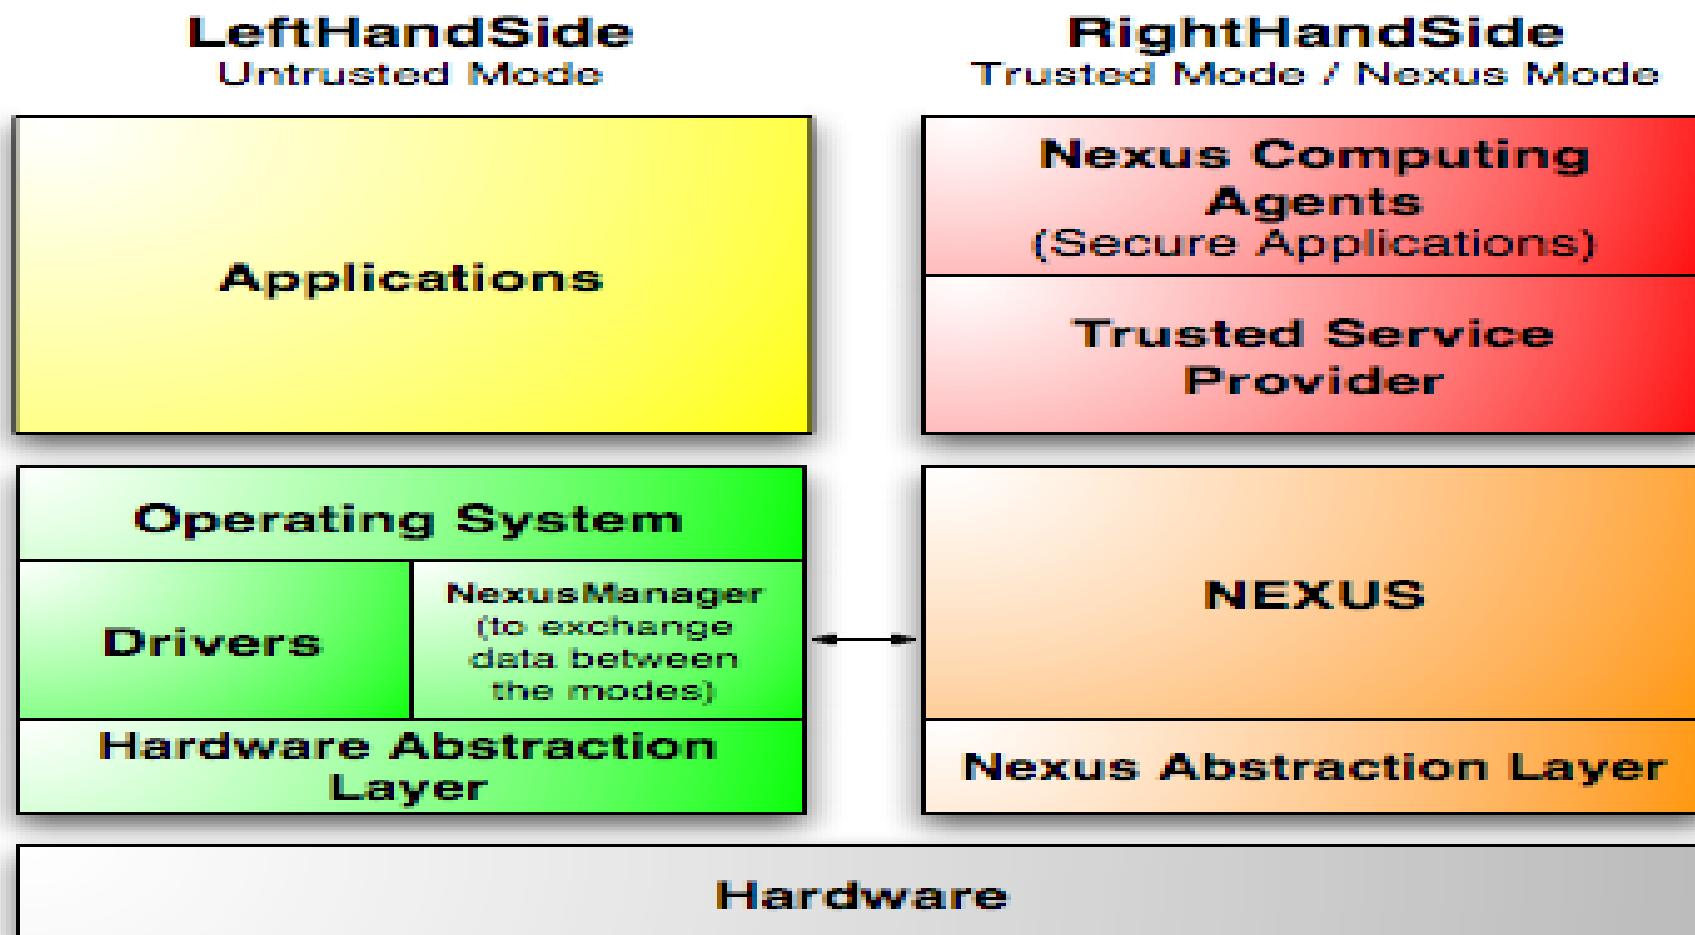 LeftHandSide
Untrusted Mode
RightHandSide
Trusted Mode / Nexus Mode
Applications
Nexus Computing
Agents
(Secure Applications)
Trusted Service
Provider
Operating System
Drivers
NexusManager
(to exchange
data between
the modes)
Hardware Abstraction
Layer
NEXUS
Nexus Abstraction Layer
Hardware